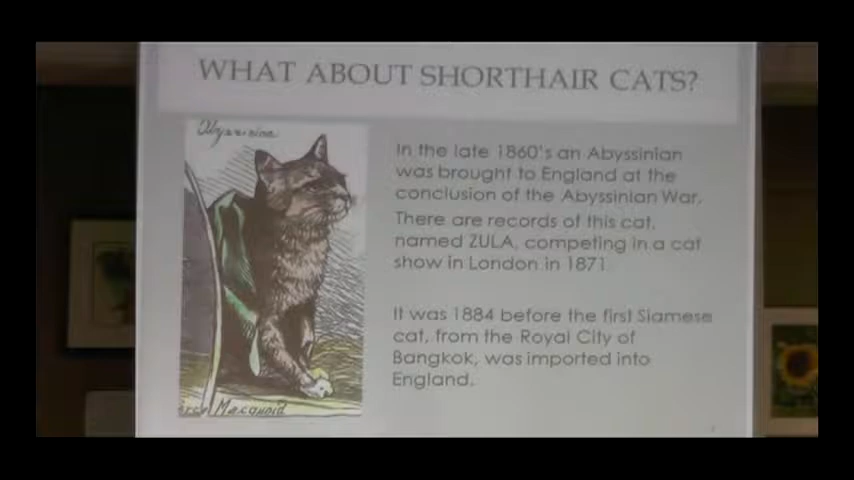 WHAT ABOUT SHORTHAIR CATS?
Abyssinian
In the late 1860's an Abyssinian
was brought to England at the
conclusion of the Abyssinian War.
There are records of this cat,
named ZULA, competing in a cat
show in London in 1871
It was 1884 before the first Siamese
cat, from the Royal City of
Bangkok, was imported into
England.
Macquoid